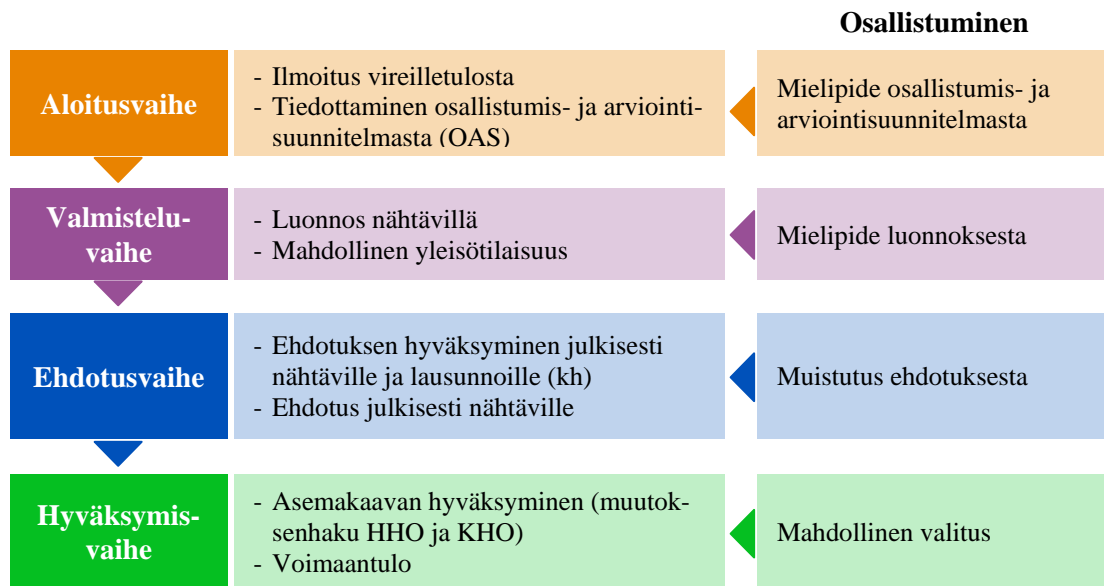 Osallistuminen
Aloitusvaihe
- Ilmoitus vireilletulosta
- Tiedottaminen osallistumis- ja arviointi-
suunnitelmasta (OAS)
Mielipide osallistumis- ja
arviointisuunnitelmasta
Valmistelu-
vaihe
- Luonnos nähtävillä
- Mahdollinen yleisötilaisuus
Mielipide luonnoksesta
Ehdotusvaihe
- Ehdotuksen hyväksyminen julkisesti
nähtäville ja lausunnoille (kh)
- Ehdotus julkisesti nähtäville
Muistutus ehdotuksesta
Hyväksymis-
vaihe
- Asemakaavan hyväksyminen (muutok-
senhaku HHO ja KHO)
- Voimaantulo
Mahdollinen valitus